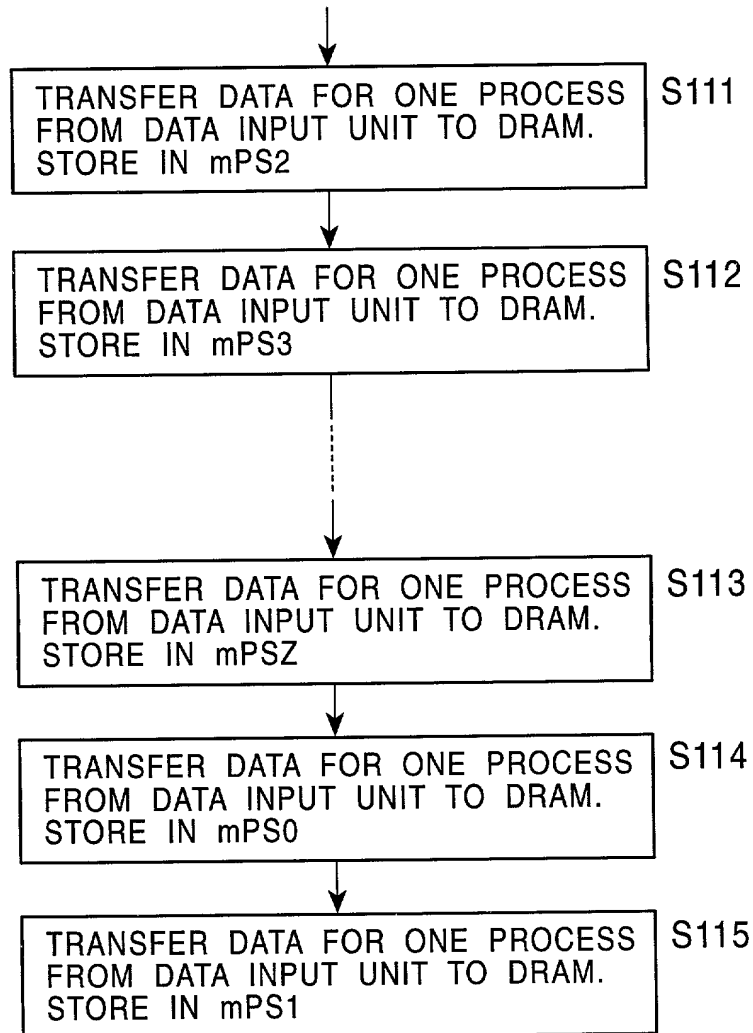 TRANSFER DATA FOR ONE PROCESS
FROM DATA INPUT UNIT TO DRAM.
STORE IN mPS2
S111
TRANSFER DATA FOR ONE PROCESS
FROM DATA INPUT UNIT TO DRAM.
STORE IN mPS3
S112
TRANSFER DATA FOR ONE PROCESS
FROM DATA INPUT UNIT TO DRAM.
STORE IN mPSZ
S113
TRANSFER DATA FOR ONE PROCESS
FROM DATA INPUT UNIT TO DRAM.
STORE IN mPS0
S114
TRANSFER DATA FOR ONE PROCESS
FROM DATA INPUT UNIT TO DRAM.
STORE IN mPS1
S115